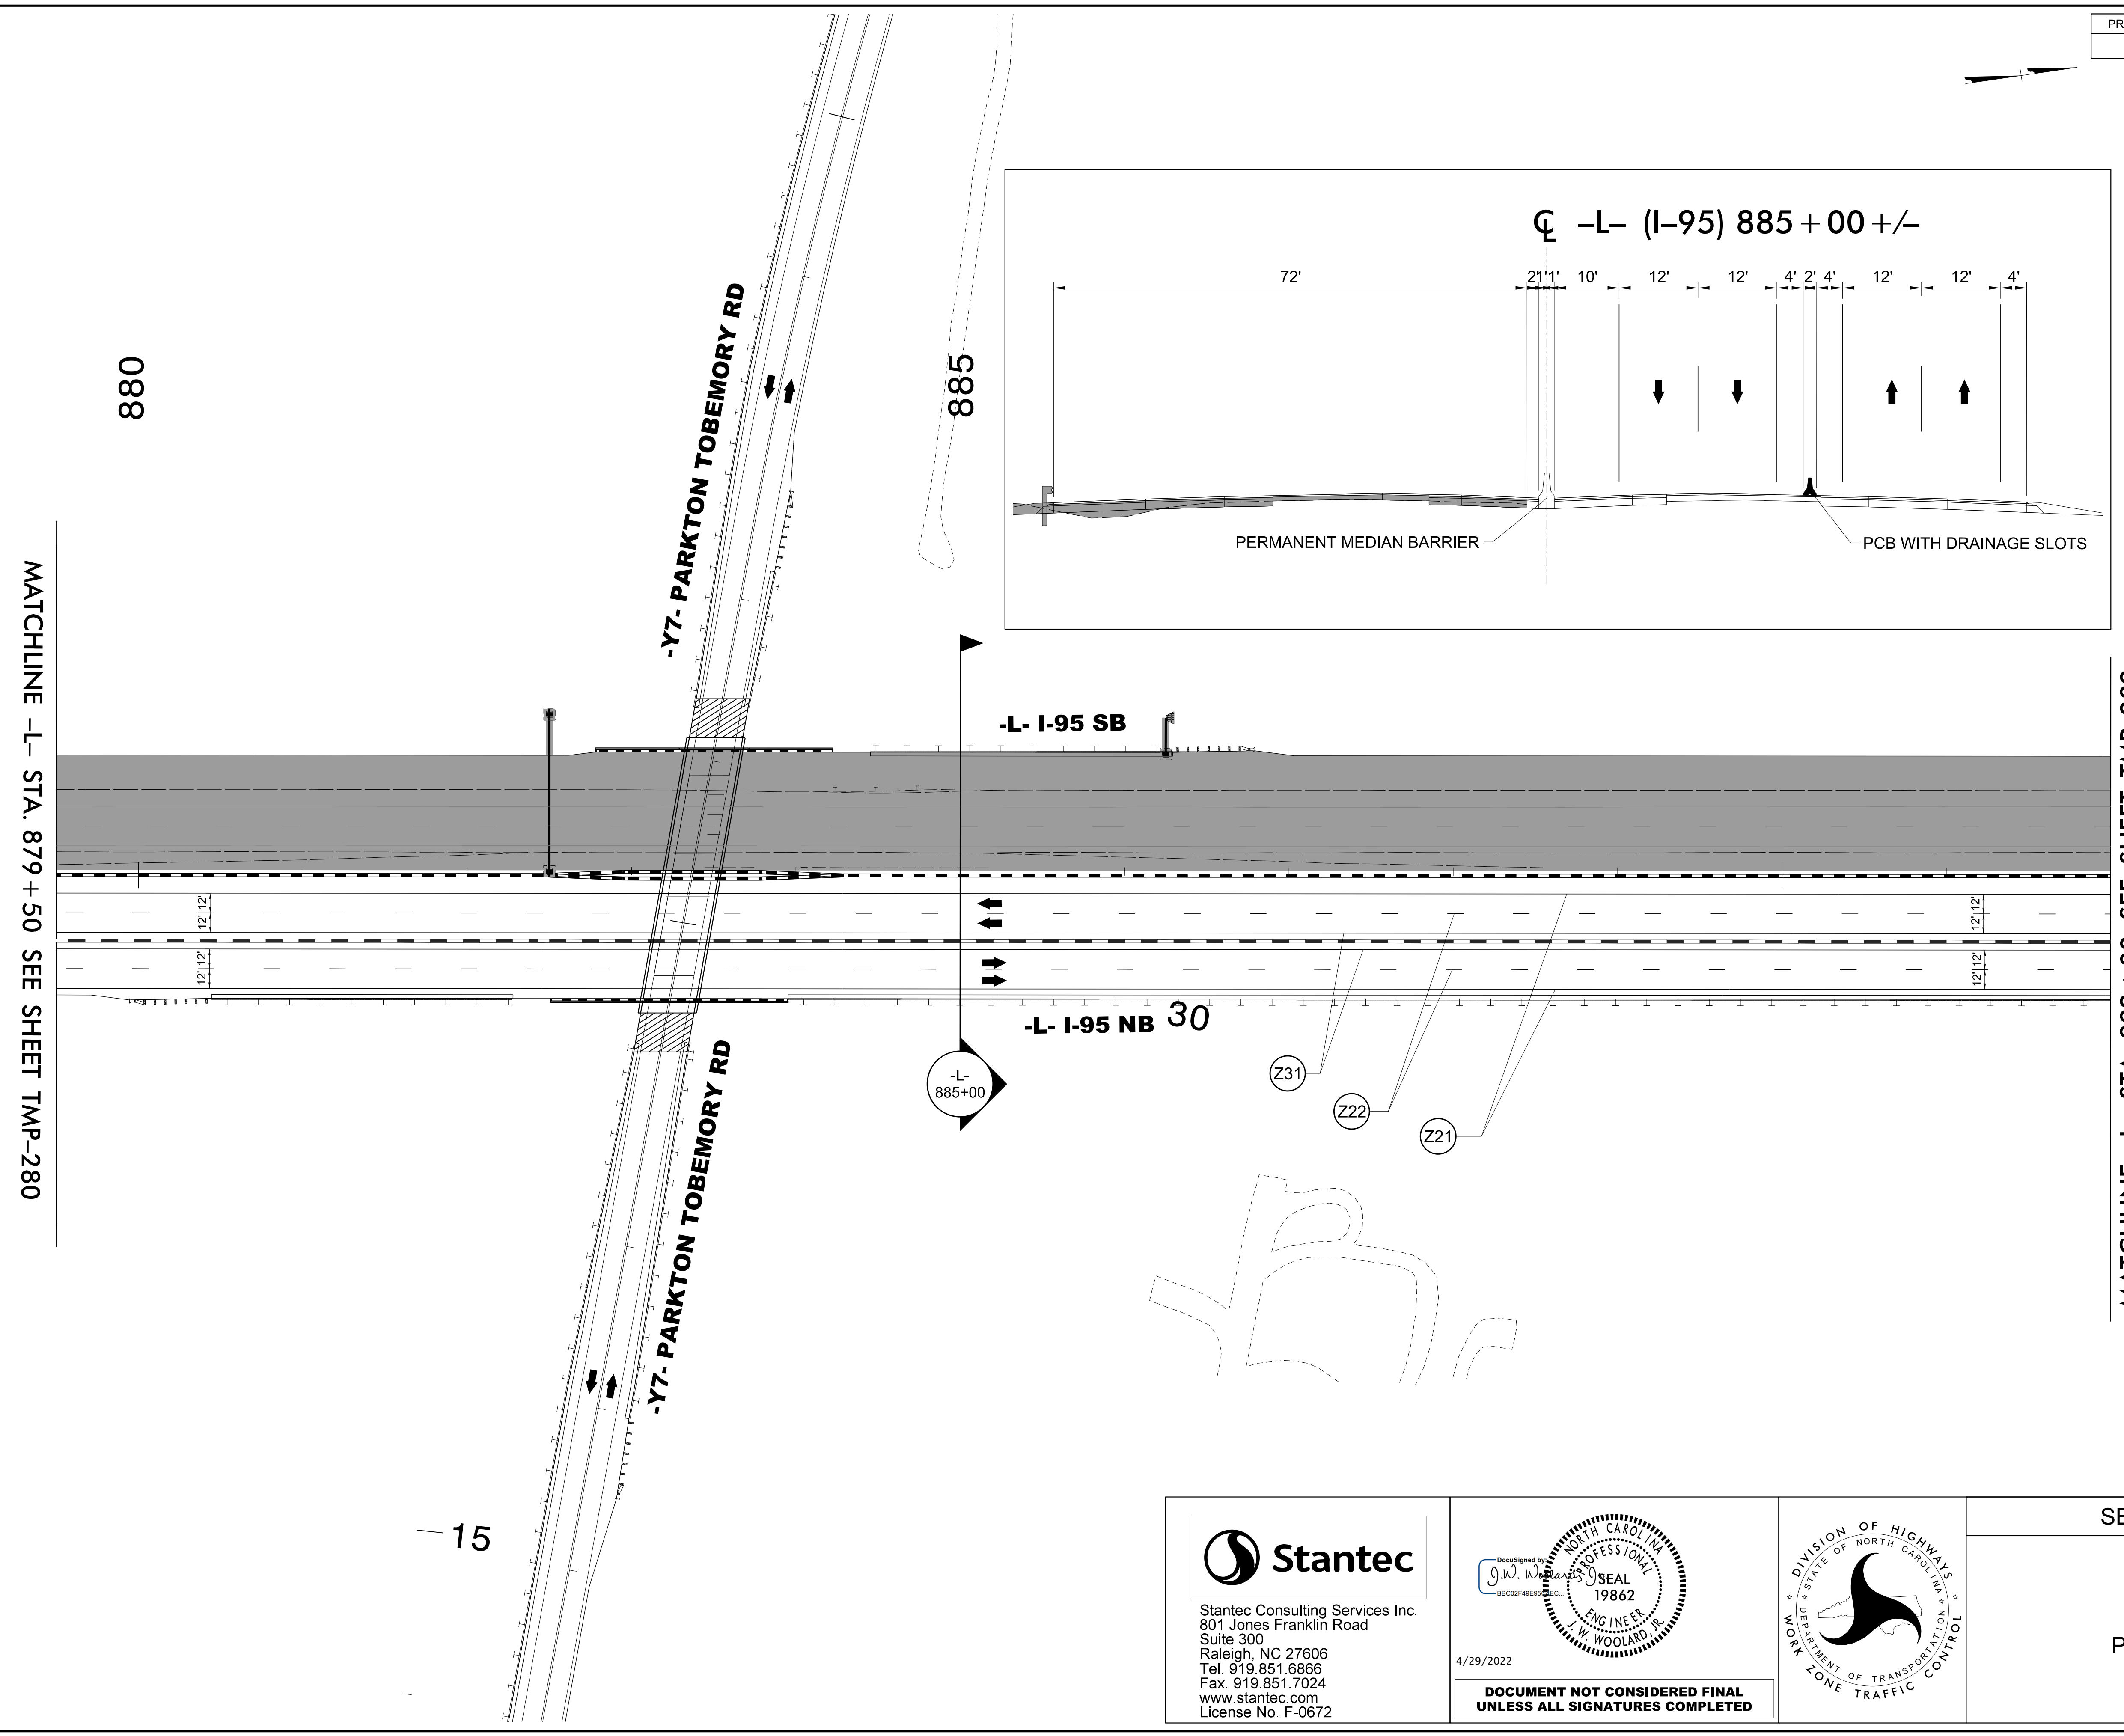 PR
℄ –L– (I–95) 885+00+/–
72' 2' 1' 1' 10' 12' 12' 4' 2' 4' 12' 12' 4'
PERMANENT MEDIAN BARRIER
PCB WITH DRAINAGE SLOTS
880
885
-Y7- PARKTON TOBEMORY RD
MATCHLINE –L– STA. 879+50 SEE SHEET TMP–280
-L- I-95 SB
12' 12'
12' 12'
12' 12'
12' 12'
-L- I-95 NB
30
-L-
885+00
Z31
Z22
Z21
-Y7- PARKTON TOBEMORY RD
15
Stantec
Stantec Consulting Services Inc.
801 Jones Franklin Road
Suite 300
Raleigh, NC 27606
Tel. 919.851.6866
Fax. 919.851.7024
www.stantec.com
License No. F-0672
DocuSigned by:
NORTH CAROLINA
PROFESSIONAL
SEAL
19862
ENGINEER
J. W. WOOLARD, JR.
4/29/2022
DOCUMENT NOT CONSIDERED FINAL
UNLESS ALL SIGNATURES COMPLETED
DIVISION OF HIGHWAYS
STATE OF NORTH CAROLINA
DEPARTMENT OF TRANSPORTATION
WORK ZONE TRAFFIC CONTROL